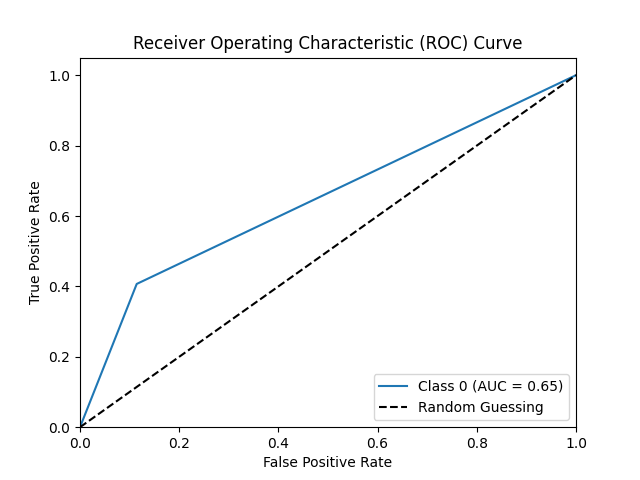 Receiver Operating Characteristic (ROC) Curve
True Positive Rate
1.0
0.8
0.6
0.4
0.2
0.0
0.0 0.2 0.4 0.6 0.8 1.0
False Positive Rate
Class 0 (AUC = 0.65)
Random Guessing